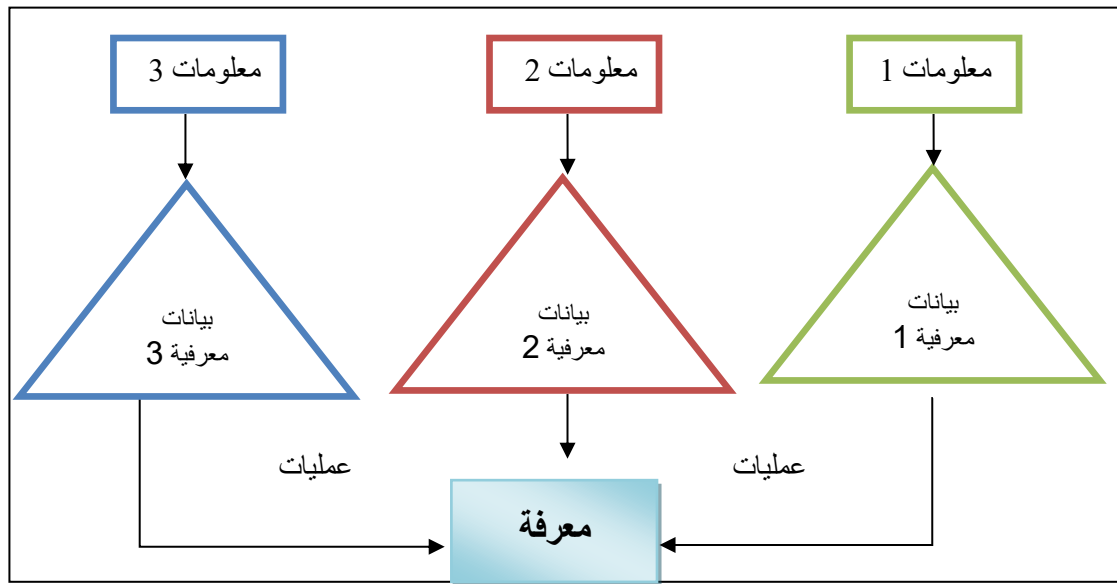 معلومات 1
معلومات 2
معلومات 3
بيانات
معرفية 1
بيانات
معرفية 2
بيانات
معرفية 3
عمليات
عمليات
معرفة